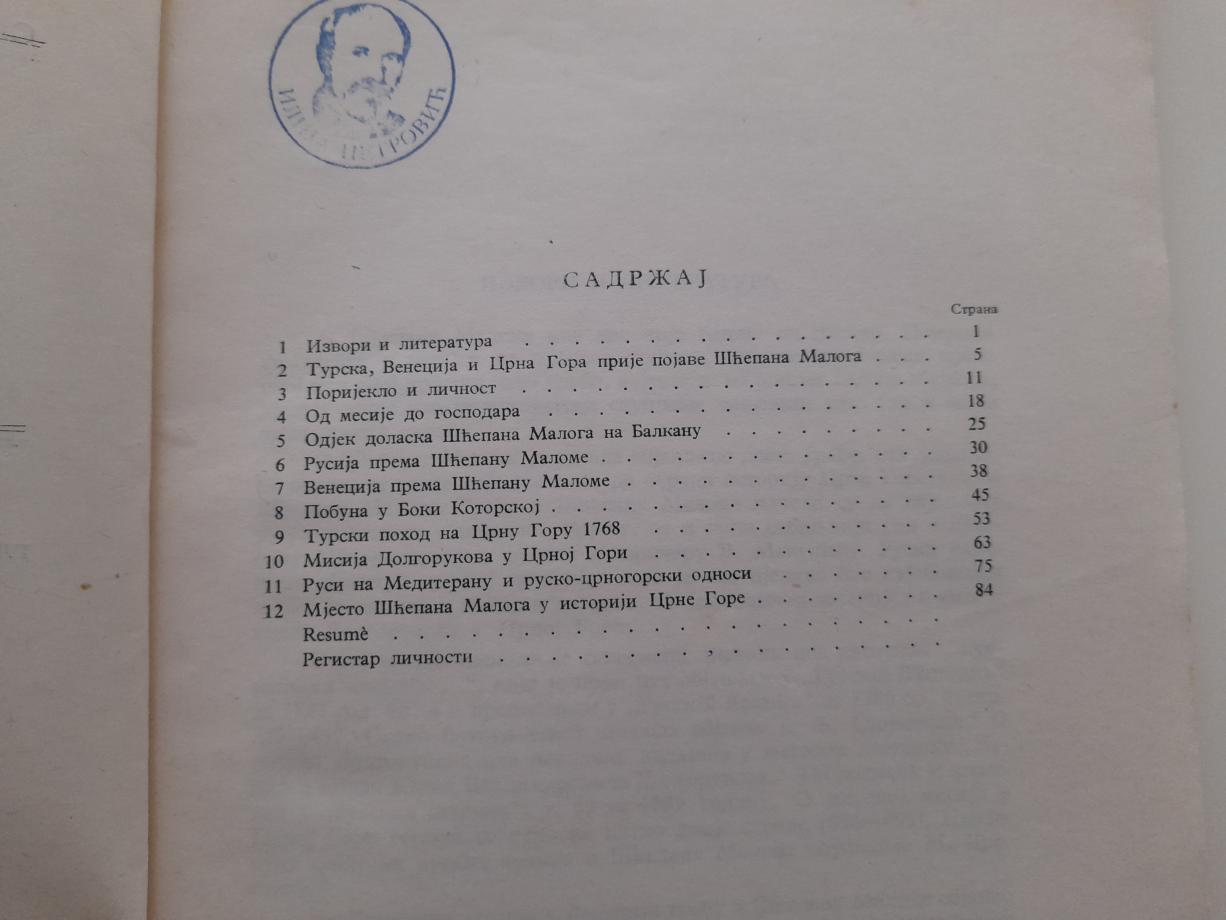 ПЕТРОВИЋ
САДРЖАЈ
Страна
1 Извори и литература . . . . . . . . . . . . . . . . 1
2 Турска, Венеција и Црна Гора прије појаве Шћепана Малога . . . 5
3 Поријекло и личност . . . . . . . . . . . . . . . . 11
4 Од месије до господара . . . . . . . . . . . . . . . 18
5 Одјек доласка Шћепана Малога на Балкану . . . . . . . . . 25
6 Русија према Шћепану Маломе . . . . . . . . . . . . . 30
7 Венеција према Шћепану Маломе . . . . . . . . . . . . 38
8 Побуна у Боки Которској . . . . . . . . . . . . . . . 45
9 Турски поход на Црну Гору 1768 . . . . . . . . . . . . 53
10 Мисија Долгорукова у Црној Гори . . . . . . . . . . . . 63
11 Руси на Медитерану и руско-црногорски односи . . . . . . . 75
12 Мјесто Шћепана Малога у историји Црне Горе . . . . . . . . 84
Resumè . . . . . . . . . . . . . . . . . . . . . .
Регистар личности . . . . . . . . . . . . . . . . . .